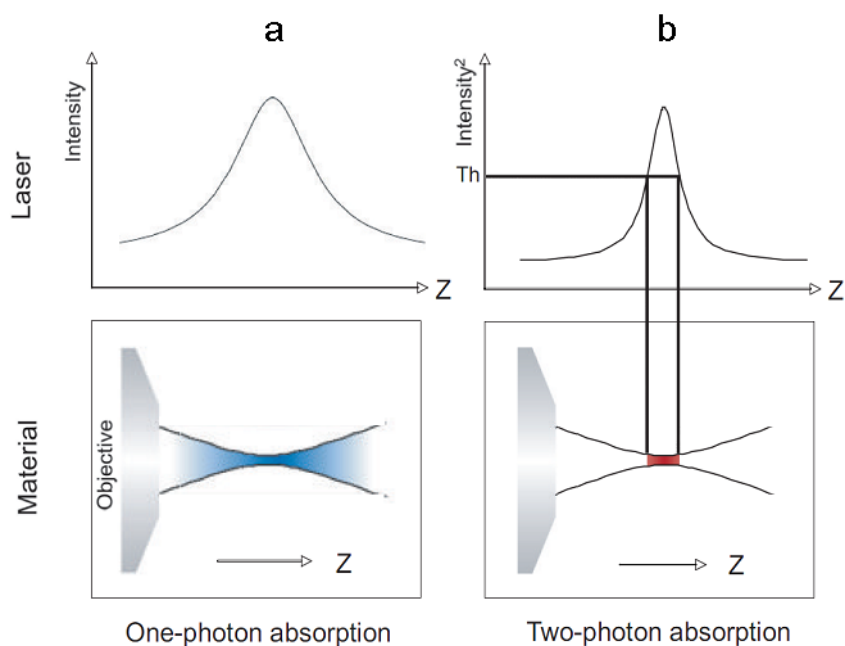 a
b
Laser
Intensity
Z
Intensity²
Th
Z
Material
Objective
Z
Z
One-photon absorption
Two-photon absorption